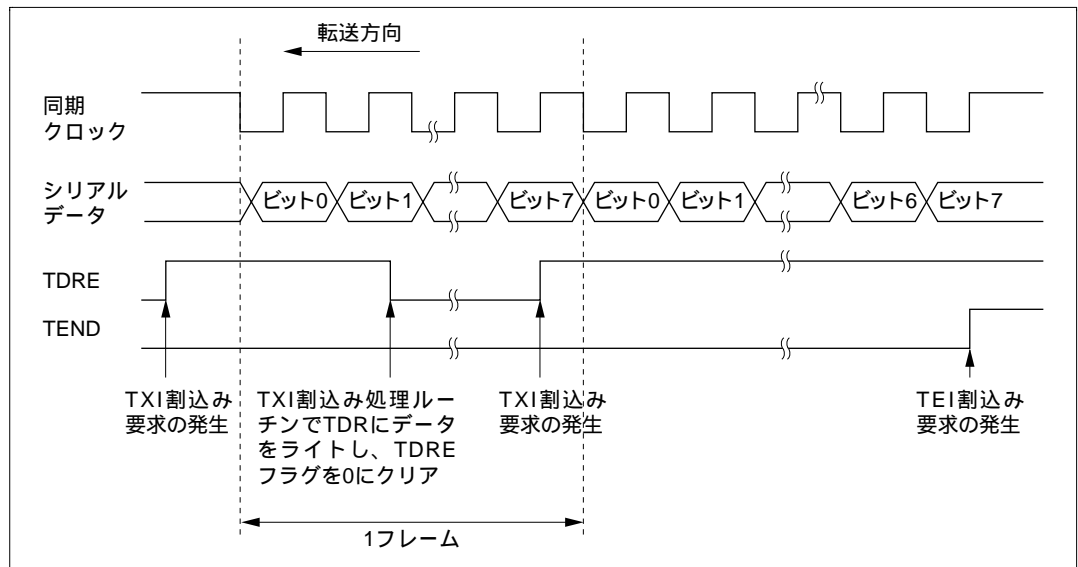 転送方向
同期
クロック
シリアル
データ
ビット0
ビット1
ビット7
ビット0
ビット1
ビット6
ビット7
TDRE
TEND
TXI割込み
要求の発生
TXI割込み処理ルー
チンでTDRにデータ
をライトし、TDRE
フラグを0にクリア
TXI割込み
要求の発生
TEI割込み
要求の発生
1フレーム